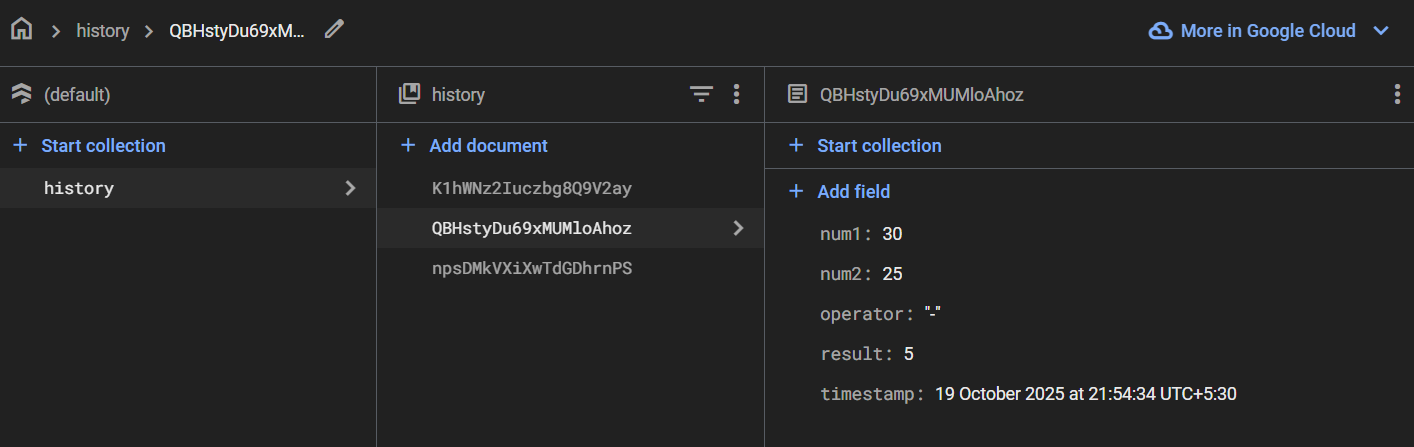 history QBHstyDu69xM... More in Google Cloud
(default)
Start collection
history
history
Add document
K1hWNz2Iuczbg8Q9V2ay
QBHstyDu69xMUMloAhoz
npsDMkVXiXwTdGDhrnPS
QBHstyDu69xMUMloAhoz
Start collection
Add field
num1: 30
num2: 25
operator: "-"
result: 5
timestamp: 19 October 2025 at 21:54:34 UTC+5:30